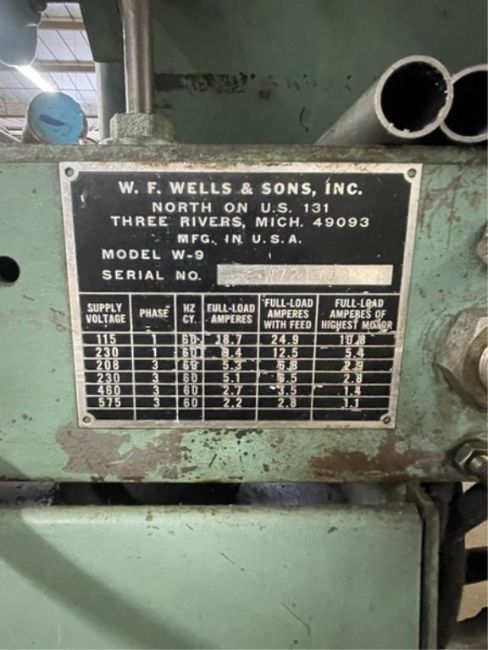 W. F. WELLS & SONS, INC.
NORTH ON U.S. 131
THREE RIVERS, MICH. 49093
MFG. IN U.S.A.
MODEL W-9
SERIAL NO.
SUPPLY VOLTAGE PHASE HZ CY. FULL-LOAD AMPERES FULL-LOAD AMPERES WITH FEED FULL-LOAD AMPERES OF HIGHEST MOTOR
115 1 60 18.7 24.9 10.8
230 1 60 9.4 12.5 5.4
208 3 60 5.3 6.8 2.9
230 3 60 5.1 6.5 2.8
460 3 60 2.7 3.5 1.4
575 3 60 2.2 2.8 1.1